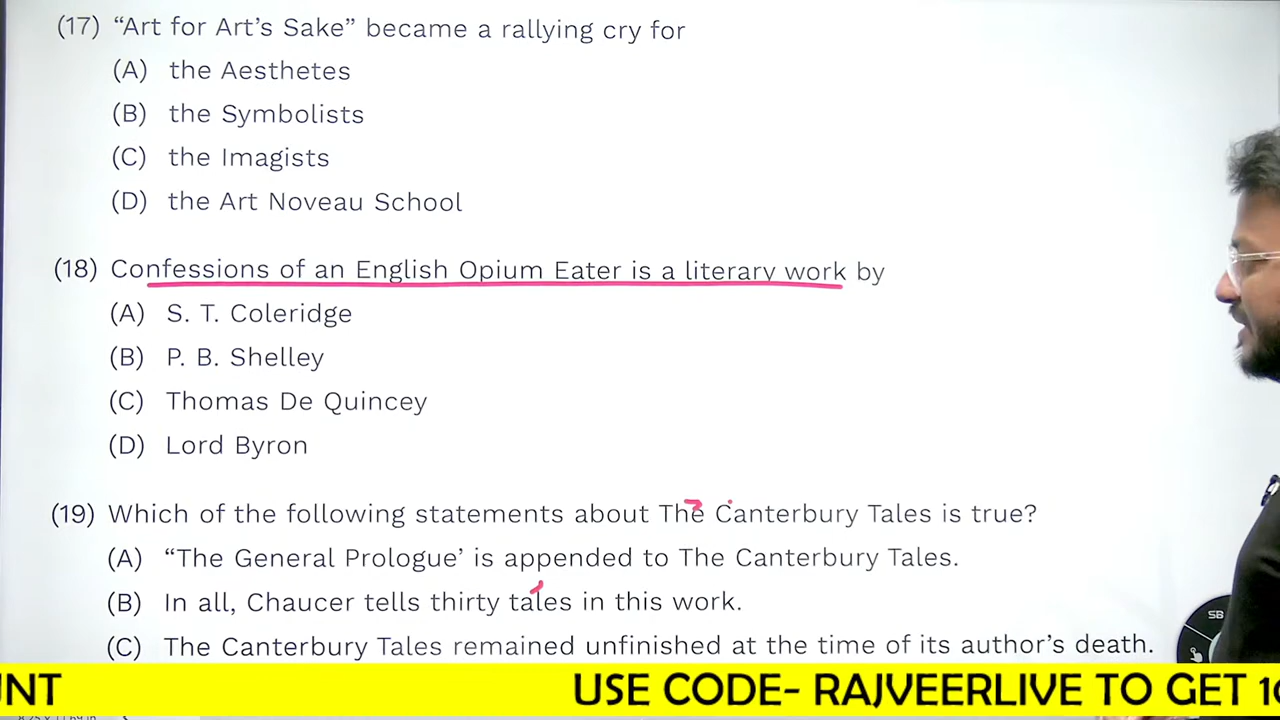 (17) “Art for Art’s Sake” became a rallying cry for
(A) the Aesthetes
(B) the Symbolists
(C) the Imagists
(D) the Art Noveau School
(18) Confessions of an English Opium Eater is a literary work by
(A) S. T. Coleridge
(B) P. B. Shelley
(C) Thomas De Quincey
(D) Lord Byron
(19) Which of the following statements about The Canterbury Tales is true?
(A) “The General Prologue’ is appended to The Canterbury Tales.
(B) In all, Chaucer tells thirty tales in this work.
(C) The Canterbury Tales remained unfinished at the time of its author’s death.
SB
UNT USE CODE- RAJVEERLIVE TO GET 10